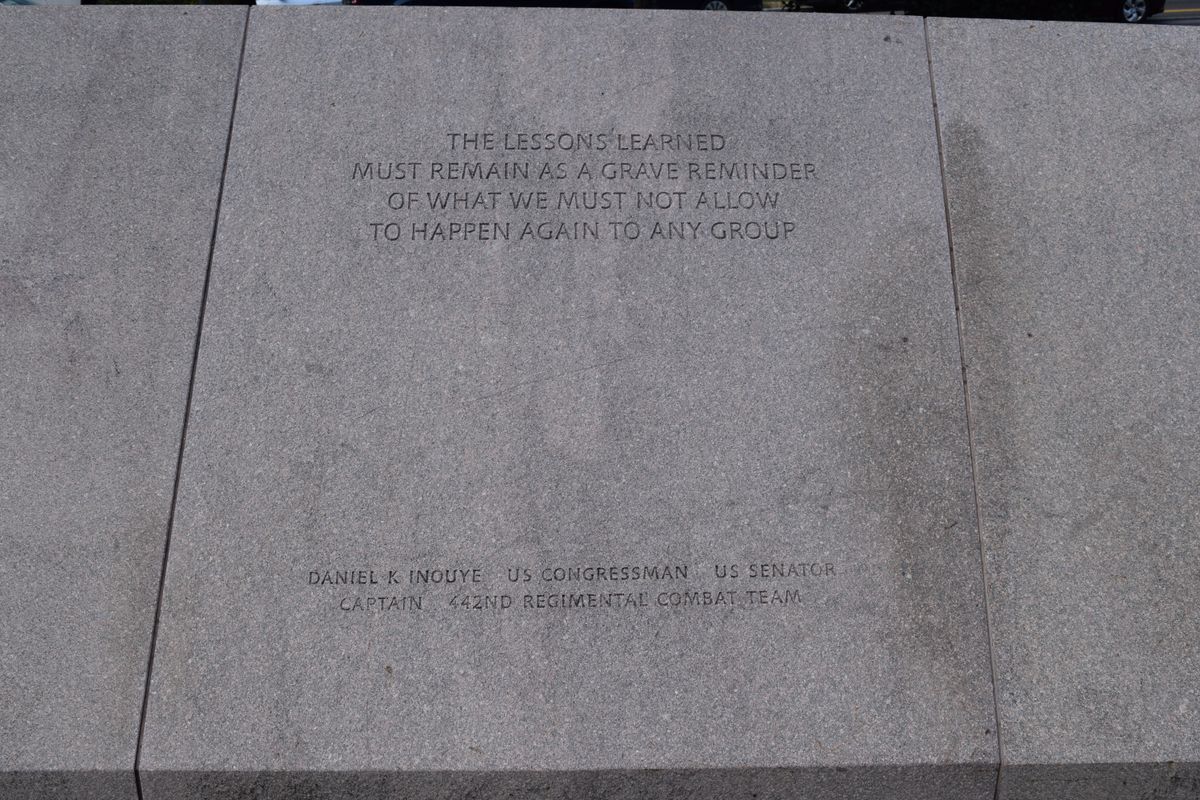 THE LESSONS LEARNED
MUST REMAIN AS A GRAVE REMINDER
OF WHAT WE MUST NOT ALLOW
TO HAPPEN AGAIN TO ANY GROUP
DANIEL K INOUYE US CONGRESSMAN US SENATOR
CAPTAIN 442ND REGIMENTAL COMBAT TEAM